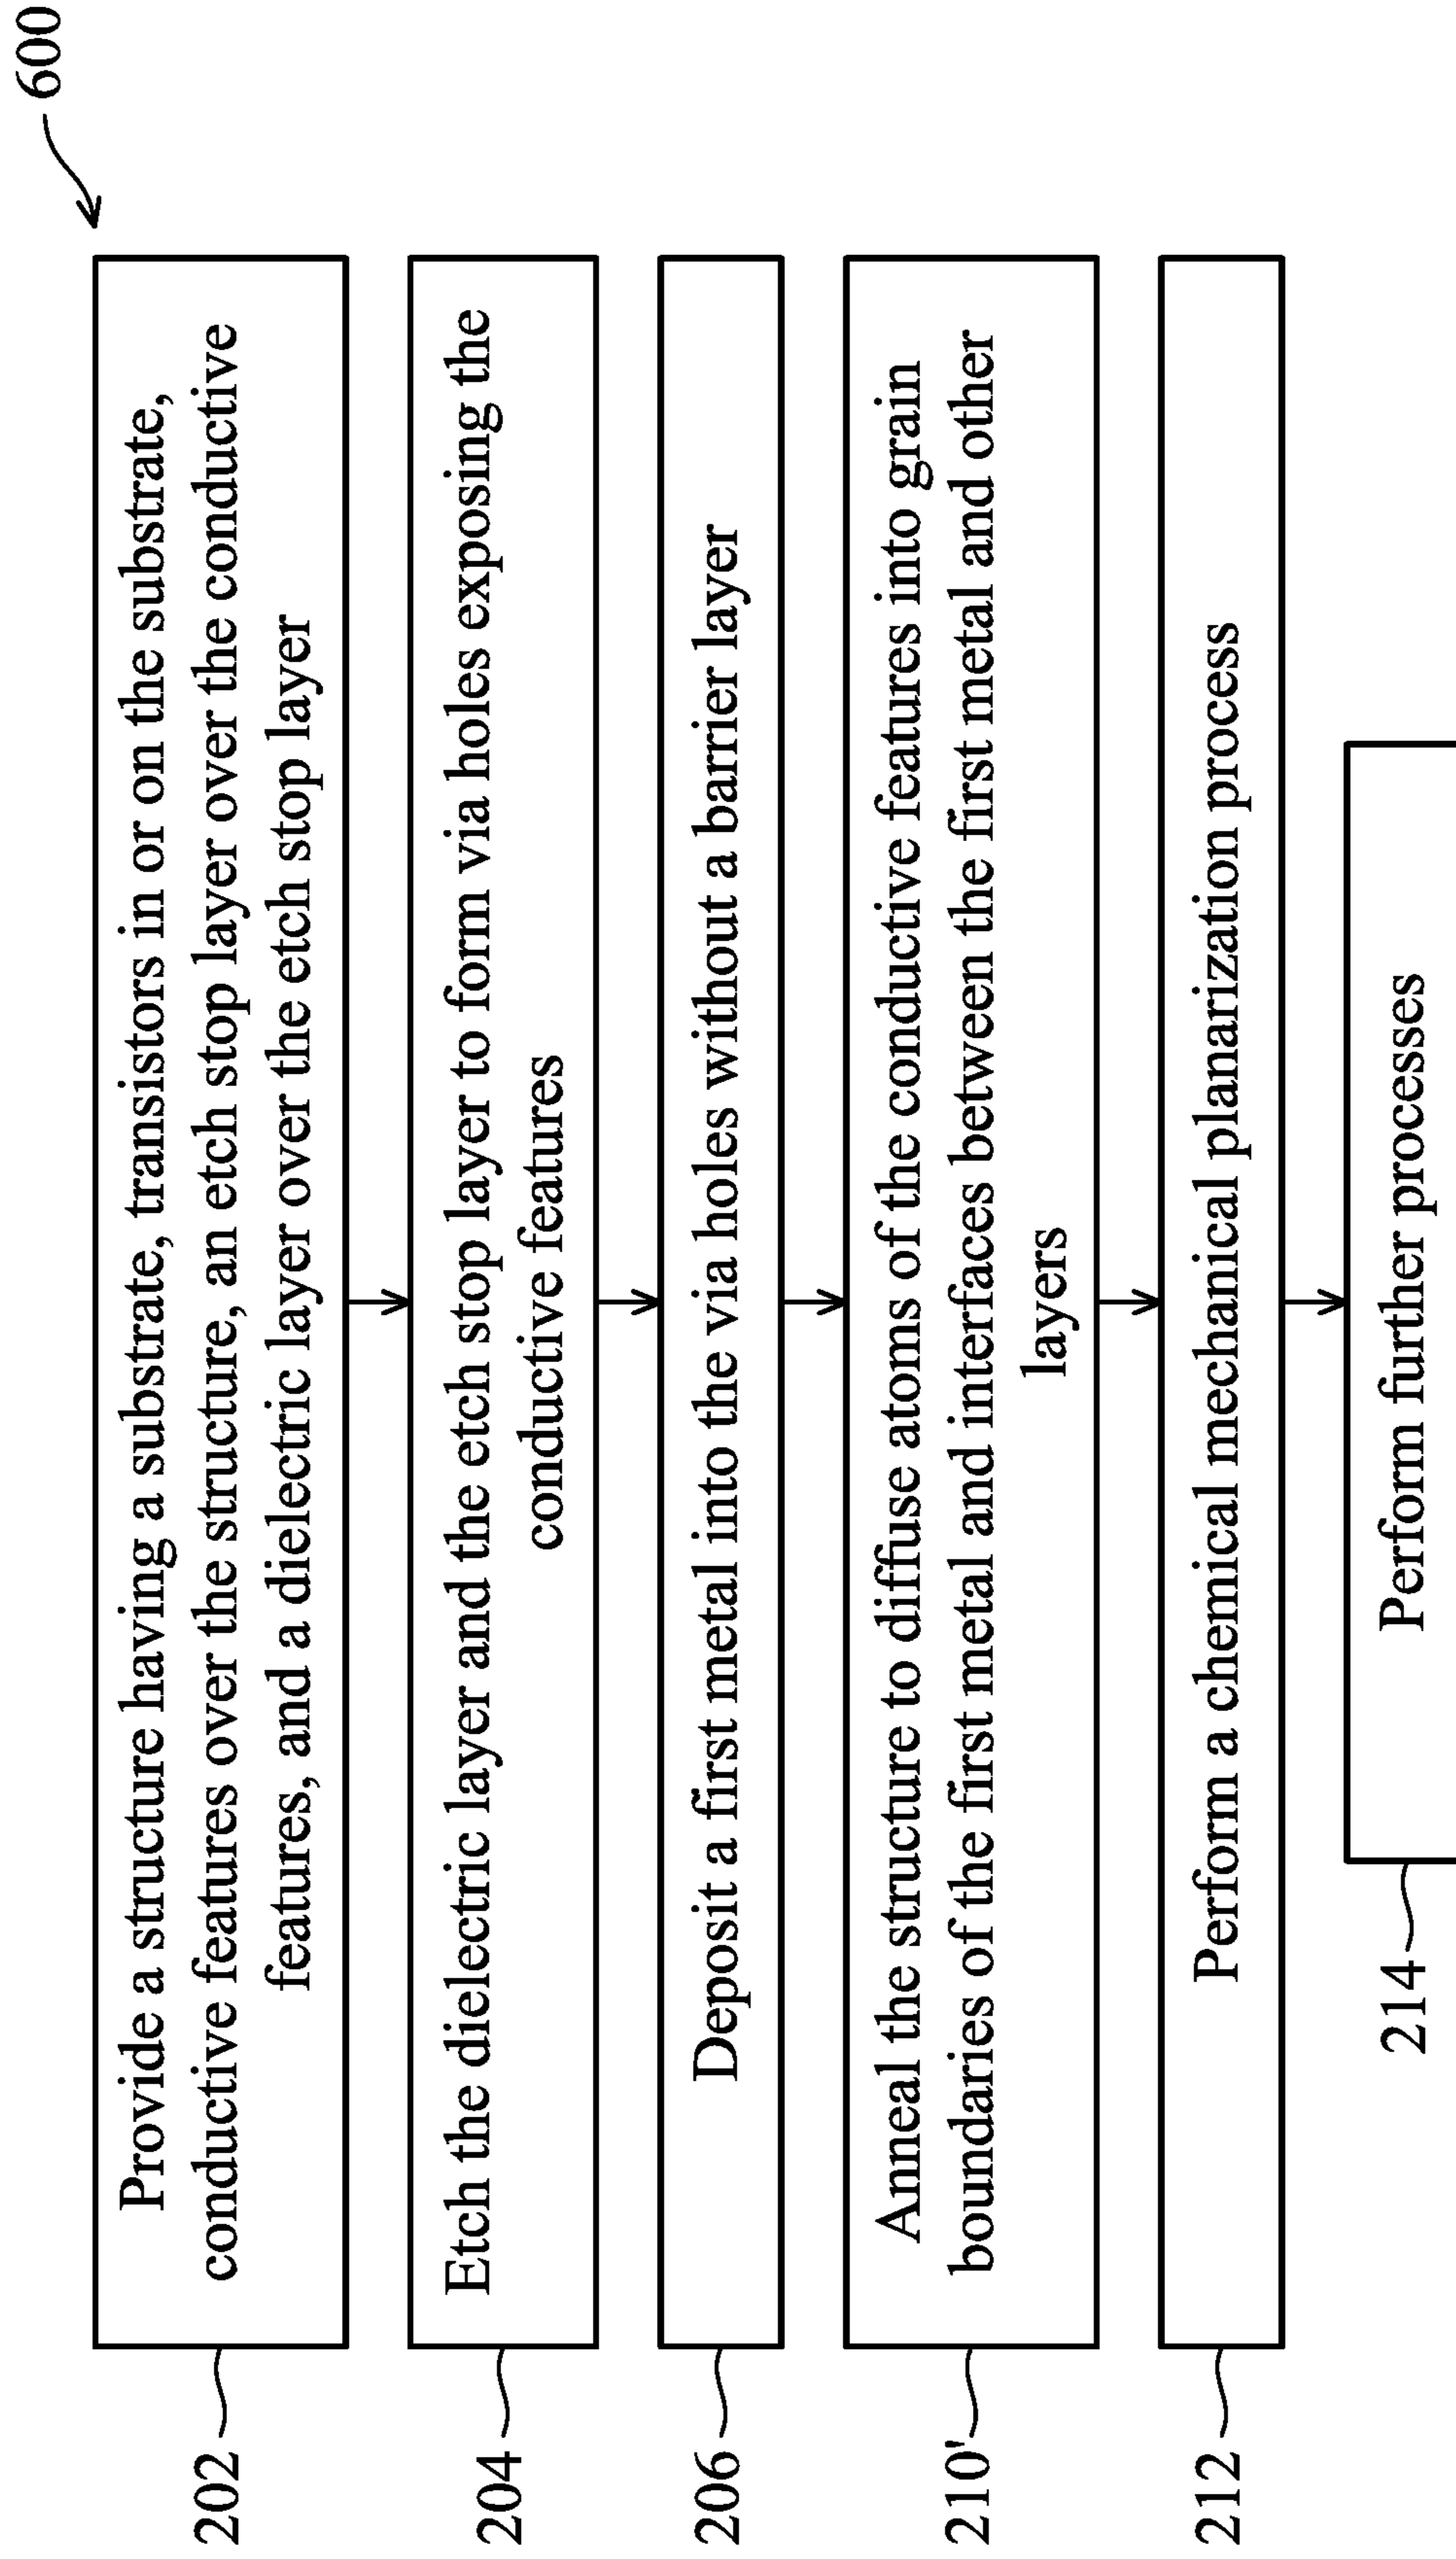 600
202
Provide a structure having a substrate, transistors in or on the substrate,
conductive features over the structure, an etch stop layer over the conductive
features, and a dielectric layer over the etch stop layer
204
Etch the dielectric layer and the etch stop layer to form via holes exposing the
conductive features
206
Deposit a first metal into the via holes without a barrier layer
210'
Anneal the structure to diffuse atoms of the conductive features into grain
boundaries of the first metal and interfaces between the first metal and other
layers
212
Perform a chemical mechanical planarization process
214
Perform further processes